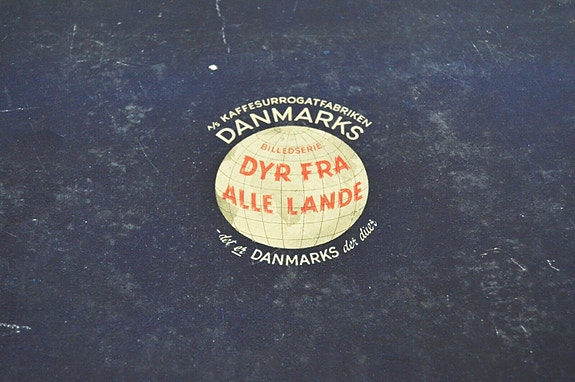 A/S KAFFESURROGATFABRIKEN
DANMARKS
BILLEDSERIE:
DYR FRA
ALLE LANDE
- det er DANMARKS der duer